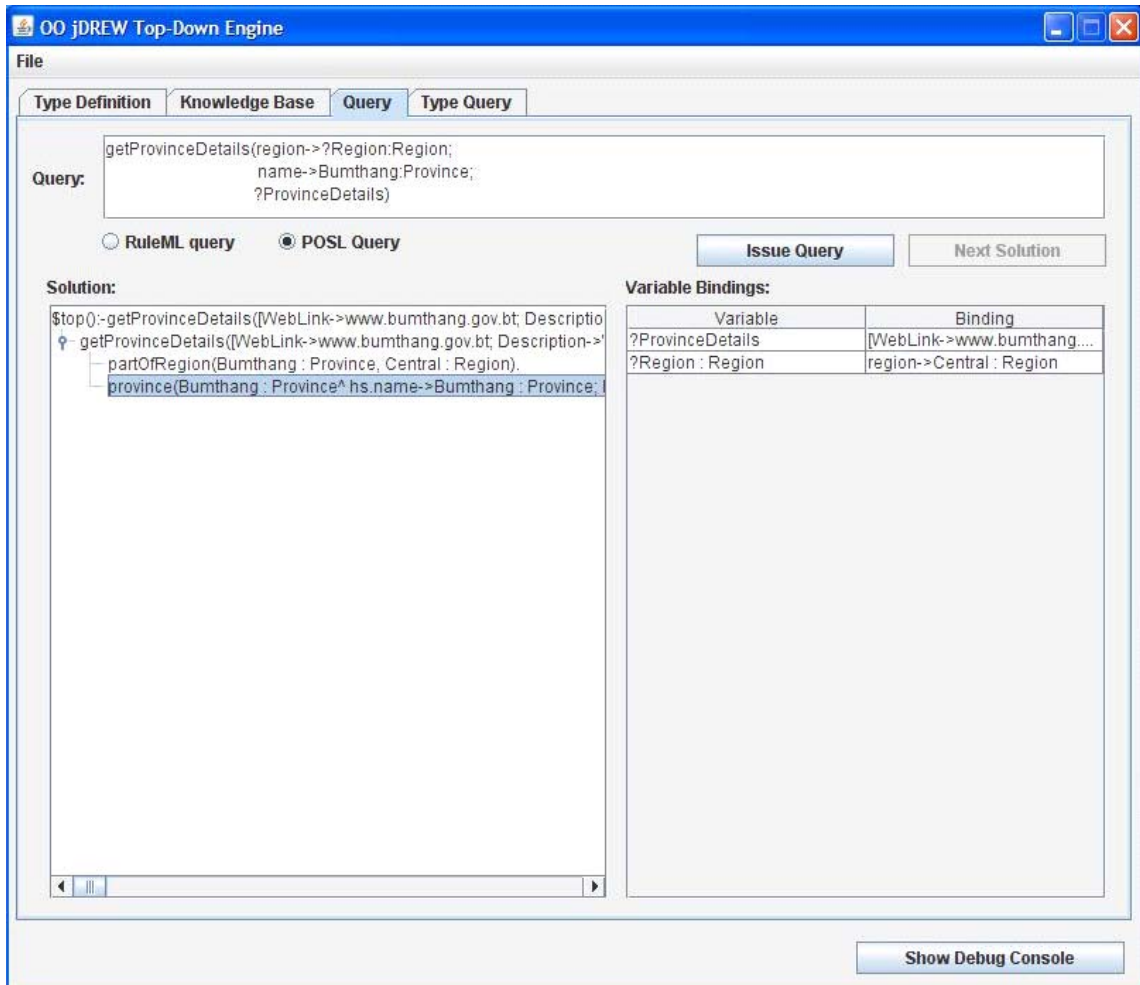 OO jDREW Top-Down Engine
File
Type Definition
Knowledge Base
Query
Type Query
Query:
getProvinceDetails(region->?Region:Region;
name->Bumthang:Province;
?ProvinceDetails)
RuleML query
POSL Query
Issue Query
Next Solution
Solution:
$top():-getProvinceDetails([WebLink->www.bumthang.gov.bt; Descriptio
getProvinceDetails([WebLink->www.bumthang.gov.bt; Description->"
partOfRegion(Bumthang : Province, Central : Region).
province(Bumthang : Province^ hs.name->Bumthang : Province;
Variable Bindings:
Variable Binding
?ProvinceDetails [WebLink->www.bumthang....
?Region : Region region->Central : Region
Show Debug Console